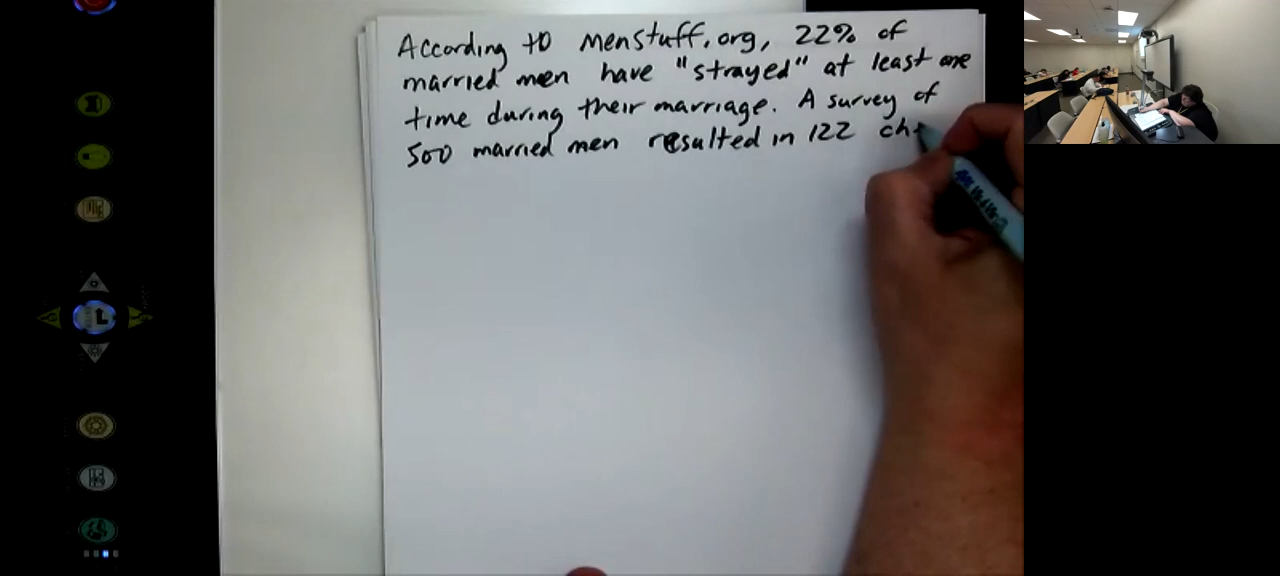 According to menstuff.org, 22% of
married men have "strayed" at least one
time during their marriage. A survey of
500 married men resulted in 122 ch